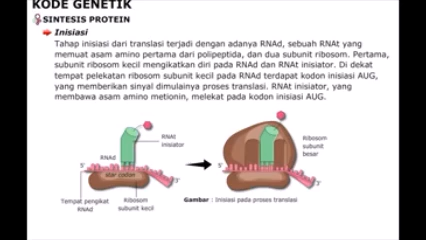 KODE GENETIK
SINTESIS PROTEIN
Inisiasi
Tahap inisiasi dari translasi terjadi dengan adanya RNAd, sebuah RNAt yang
memuat asam amino pertama dari polipeptida, dan dua subunit ribosom. Pertama,
subunit ribosom kecil mengikatkan diri pada RNAd dan RNAt inisiator. Di dekat
tempat pelekatan ribosom subunit kecil pada RNAd terdapat kodon inisiasi AUG,
yang memberikan sinyal dimulainya proses translasi. RNAt inisiator, yang
membawa asam amino metionin, melekat pada kodon inisiasi AUG.
RNAt
inisiator
Ribosom
subunit
besar
RNAd
5'
star codon
3'
5'
3'
Tempat pengikat
RNAd
Ribosom
subunit kecil
Gambar : Inisiasi pada proses translasi